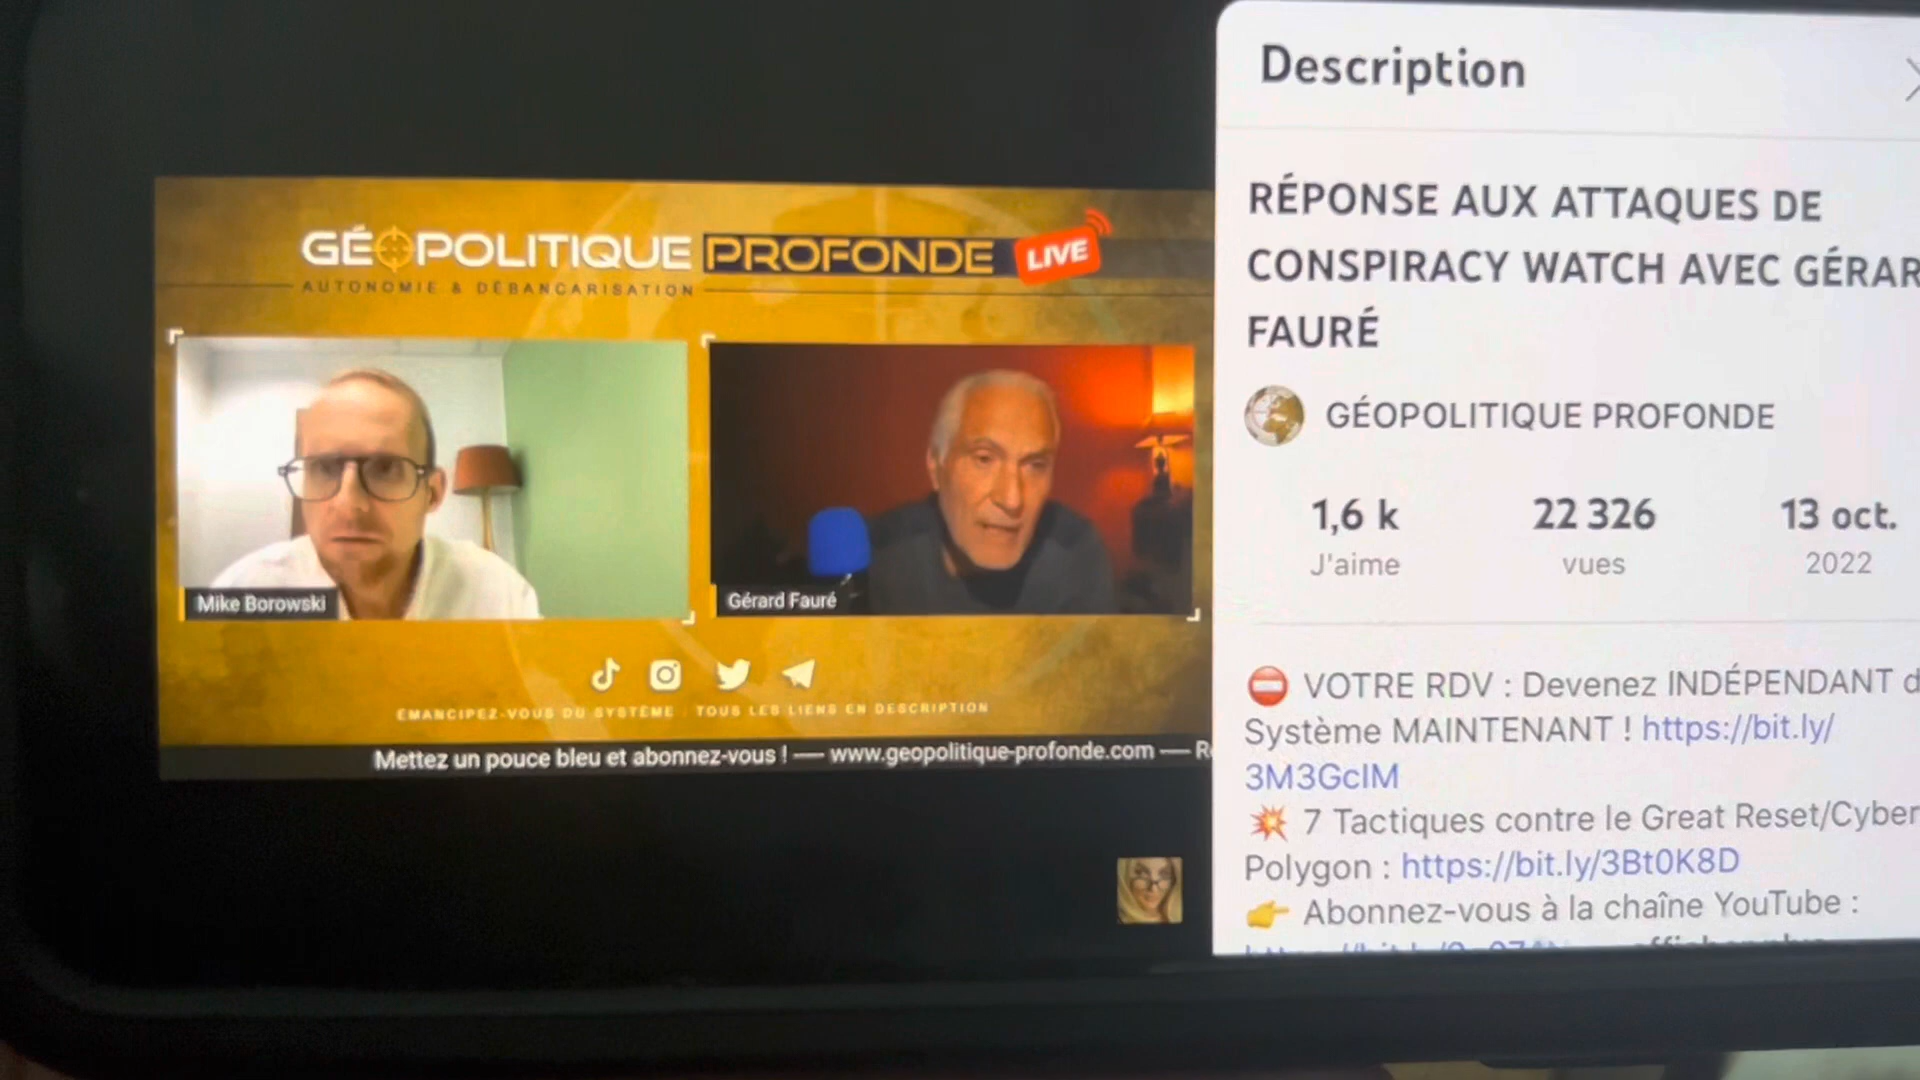 GÉOPOLITIQUE PROFONDE LIVE
AUTONOMIE & DÉBANCARISATION
Mike Borowski
Gérard Fauré
ÉMANCIPEZ-VOUS DU SYSTÈME . TOUS LES LIENS EN DESCRIPTION
Mettez un pouce bleu et abonnez-vous ! — www.geopolitique-profonde.com — R
Description
RÉPONSE AUX ATTAQUES DE
CONSPIRACY WATCH AVEC GÉRAR
FAURÉ
GÉOPOLITIQUE PROFONDE
1,6 k
J'aime
22 326
vues
13 oct.
2022
VOTRE RDV : Devenez INDÉPENDANT d
Système MAINTENANT ! https://bit.ly/
3M3GclM
7 Tactiques contre le Great Reset/Cyber
Polygon : https://bit.ly/3Bt0K8D
Abonnez-vous à la chaîne YouTube :